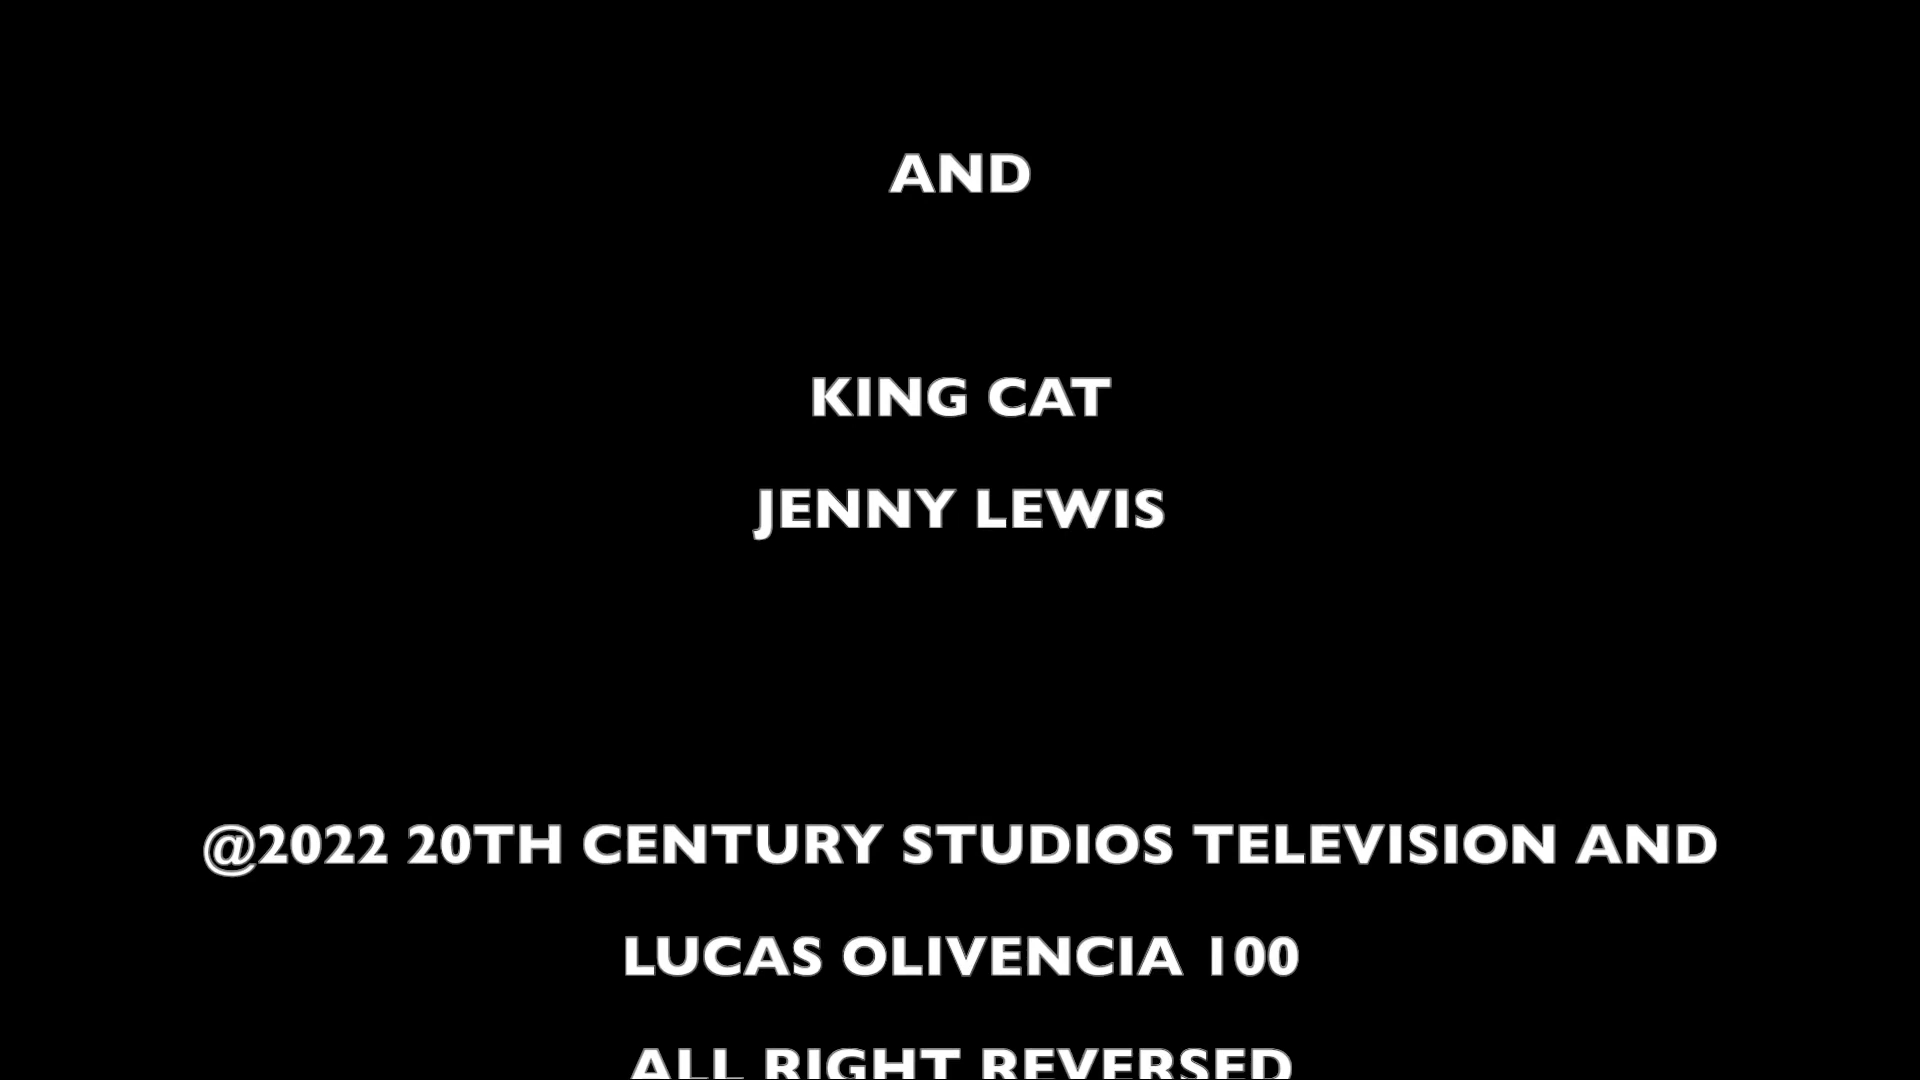 AND
KING CAT
JENNY LEWIS
@2022 20TH CENTURY STUDIOS TELEVISION AND
LUCAS OLIVENCIA 100
ALL RIGHT REVERSED